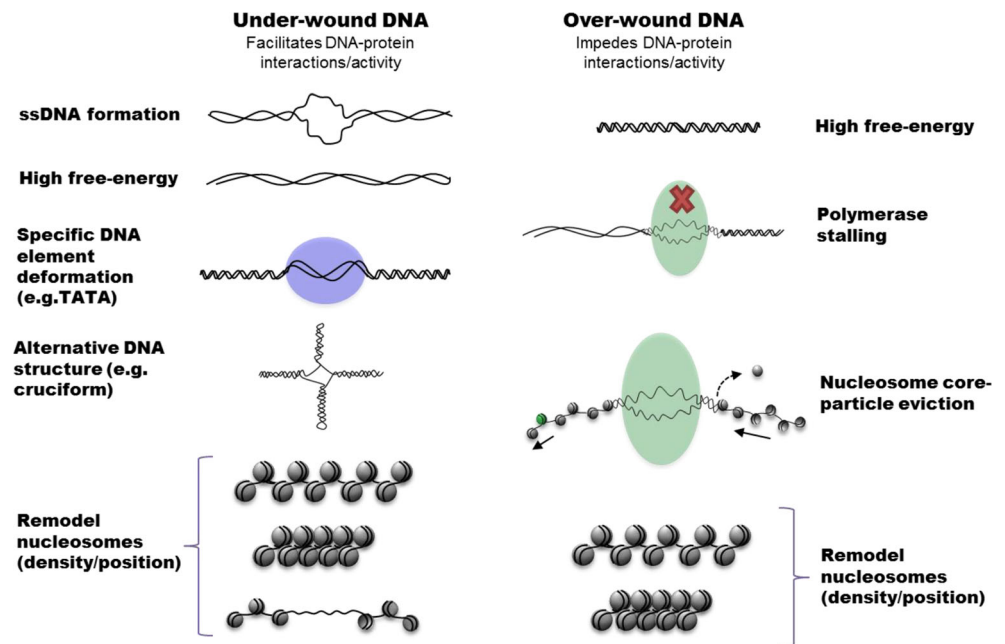 Under-wound DNA
Facilitates DNA-protein
interactions/activity
ssDNA formation
High free-energy
Specific DNA
element
deformation
(e.g.TATA)
Alternative DNA
structure (e.g.
cruciform)
Remodel
nucleosomes
(density/position)
Over-wound DNA
Impedes DNA-protein
interactions/activity
High free-energy
Polymerase
stalling
Nucleosome core-
particle eviction
Remodel
nucleosomes
(density/position)